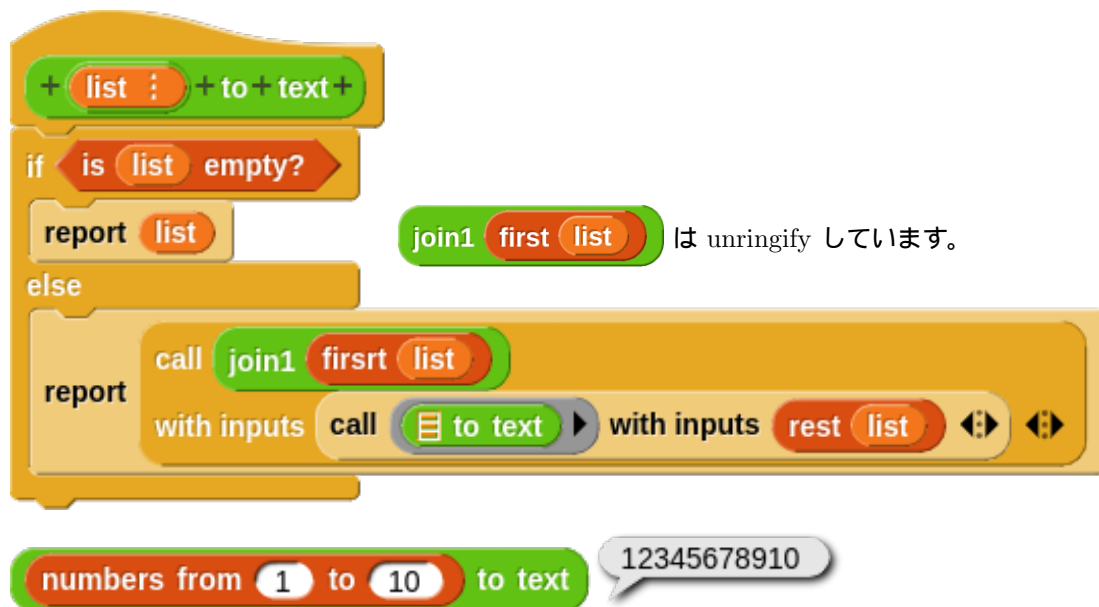 + list ⋮ + to + text +
if is list empty?
report list
join1 first list は unringify しています。
else
call join1 firsrt list
report
with inputs call to text with inputs rest list
numbers from 1 to 10 to text
12345678910